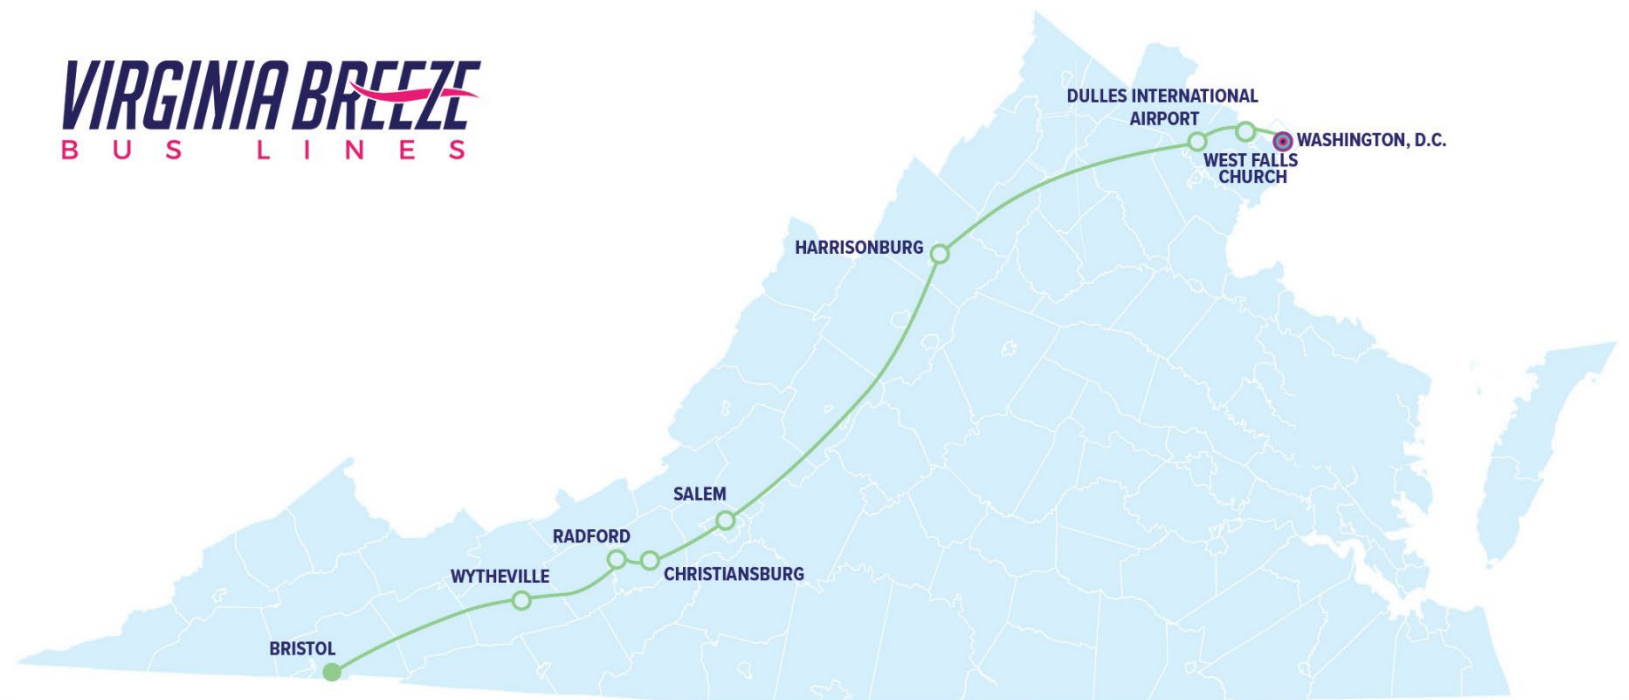 VIRGINIA BREEZE
BUS LINES
DULLES INTERNATIONAL
AIRPORT
WASHINGTON, D.C.
WEST FALLS
CHURCH
HARRISONBURG
SALEM
RADFORD
CHRISTIANSBURG
WYTHEVILLE
BRISTOL